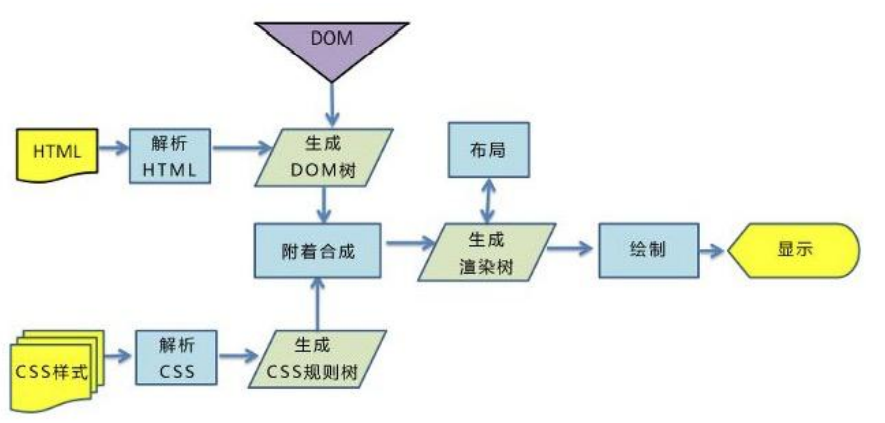 DOM
HTML
解析
HTML
生成
DOM树
布局
附着合成
生成
渲染树
绘制
显示
CSS样式
解析
CSS
生成
CSS规则树